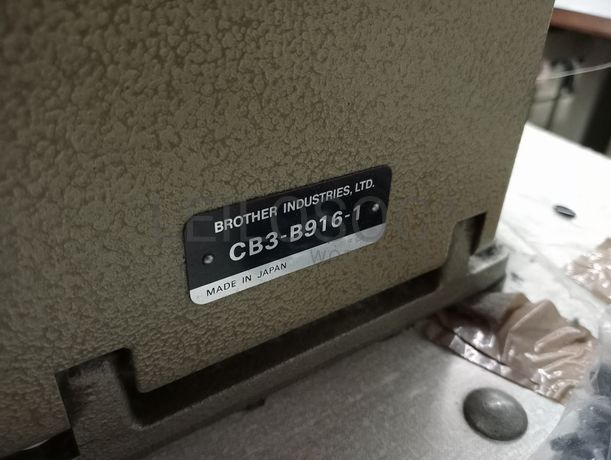 BROTHER INDUSTRIES, LTD.
CB3-B916-1
MADE IN JAPAN